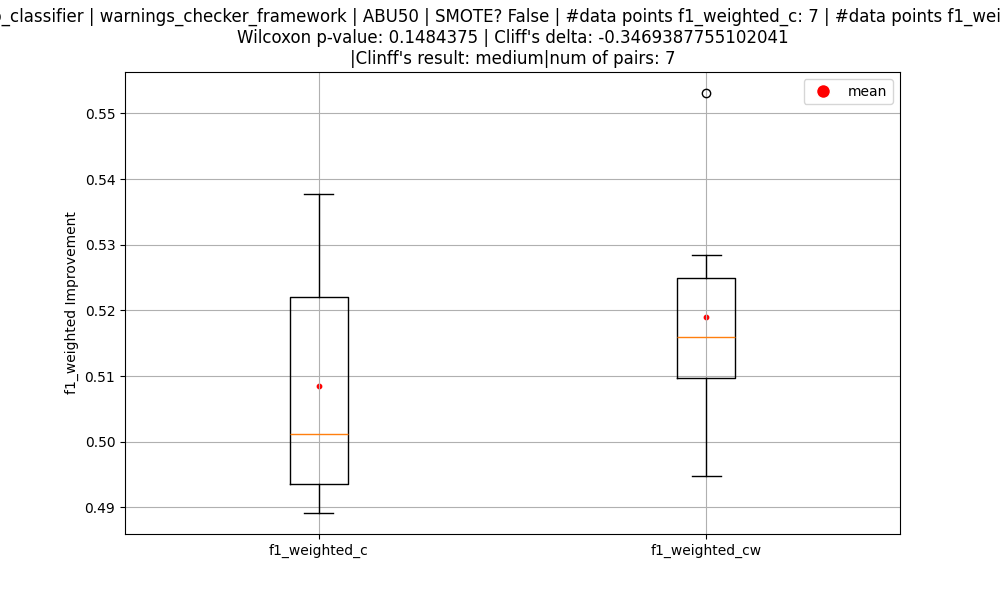 _classifier | warnings_checker_framework | ABU50 | SMOTE? False | #data points f1_weighted_c: 7 | #data points f1_wei
Wilcoxon p-value: 0.1484375 | Cliff's delta: -0.3469387755102041
|Clinff's result: medium|num of pairs: 7
mean
0.55
0.54
0.53
0.52
0.51
0.50
0.49
f1_weighted Improvement
f1_weighted_c
f1_weighted_cw